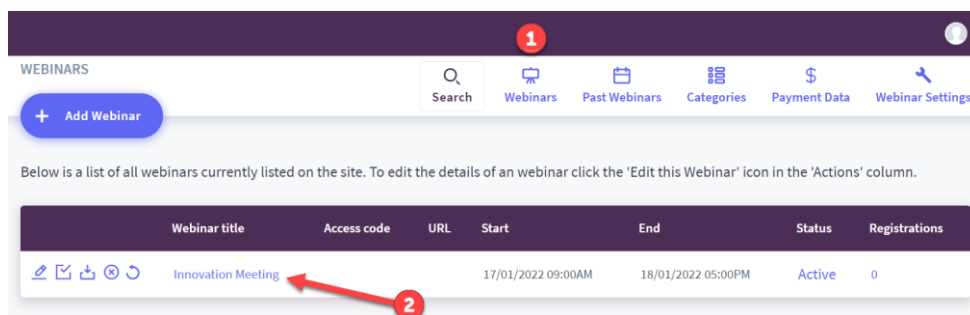 1
WEBINARS
Search Webinars Past Webinars Categories $ Payment Data Webinar Settings
+ Add Webinar
Below is a list of all webinars currently listed on the site. To edit the details of an webinar click the 'Edit this Webinar' icon in the 'Actions' column.
Webinar title Access code URL Start End Status Registrations
Innovation Meeting 17/01/2022 09:00AM 18/01/2022 05:00PM Active 0
2